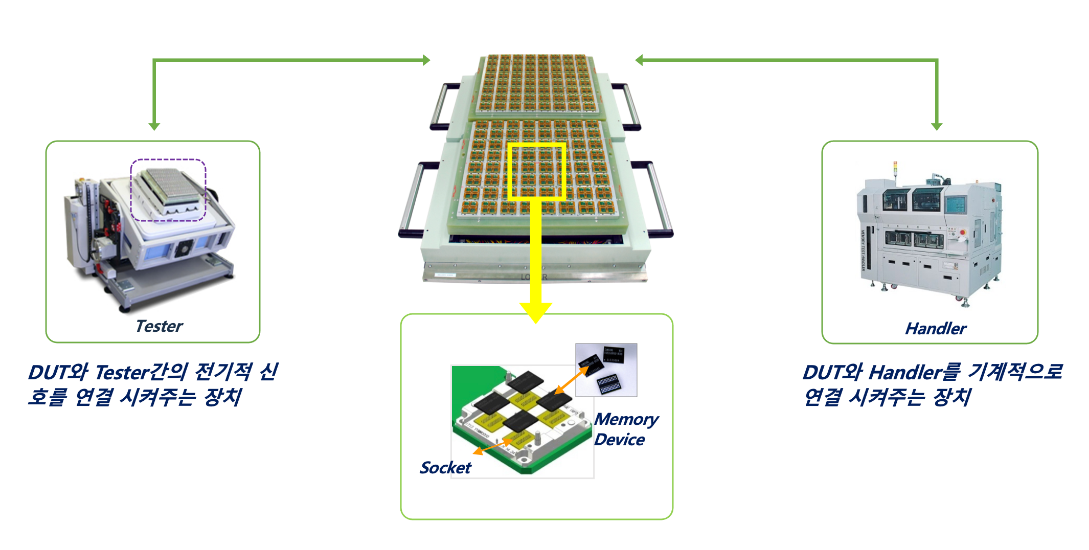 Tester
DUT와 Tester간의 전기적 신
호를 연결 시켜주는 장치
Handler
DUT와 Handler를 기계적으로
연결 시켜주는 장치
Memory
Device
Socket